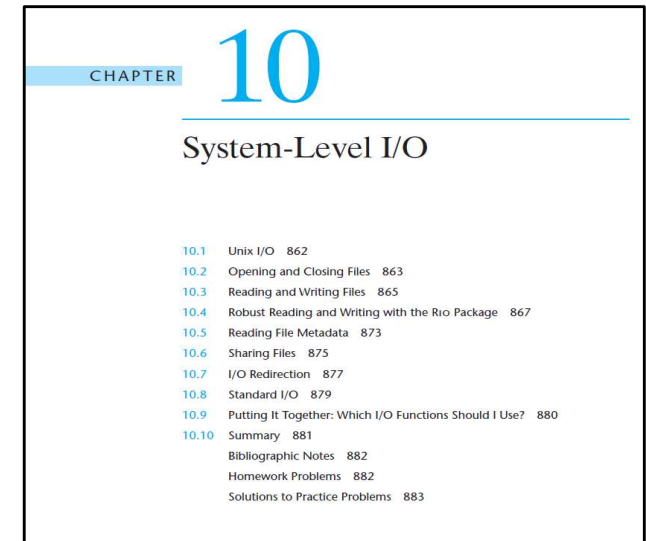 CHAPTER 10
System-Level I/O
10.1 Unix I/O 862
10.2 Opening and Closing Files 863
10.3 Reading and Writing Files 865
10.4 Robust Reading and Writing with the RIO Package 867
10.5 Reading File Metadata 873
10.6 Sharing Files 875
10.7 I/O Redirection 877
10.8 Standard I/O 879
10.9 Putting It Together: Which I/O Functions Should I Use? 880
10.10 Summary 881
Bibliographic Notes 882
Homework Problems 882
Solutions to Practice Problems 883